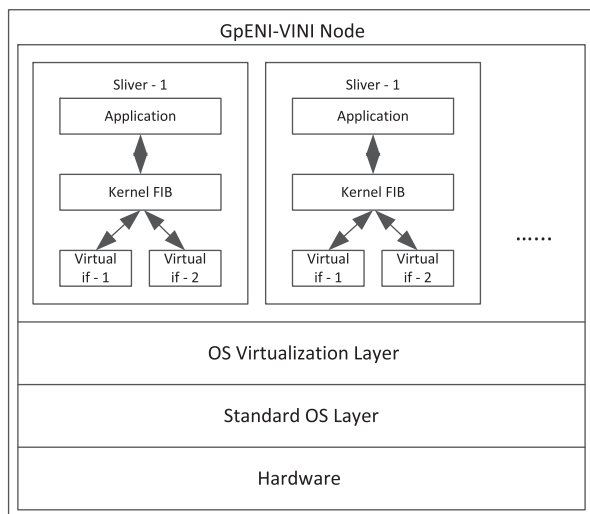 GpENI-VINI Node
Sliver - 1
Application
Kernel FIB
Virtual
if - 1
Virtual
if - 2
Sliver - 1
Application
Kernel FIB
Virtual
if - 1
Virtual
if - 2
......
OS Virtualization Layer
Standard OS Layer
Hardware